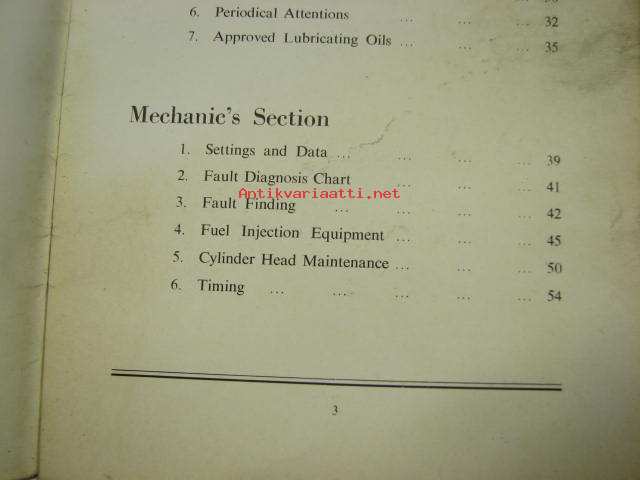 6. Periodical Attentions ... ... ... 32
7. Approved Lubricating Oils ... ... ... 35
Mechanic's Section
1. Settings and Data ... ... ... ... 39
2. Fault Diagnosis Chart ... ... ... 41
Antikvariaatti.net
3. Fault Finding ... ... ... ... 42
4. Fuel Injection Equipment ... ... ... 45
5. Cylinder Head Maintenance ... ... ... 50
6. Timing ... ... ... ... ... 54
3